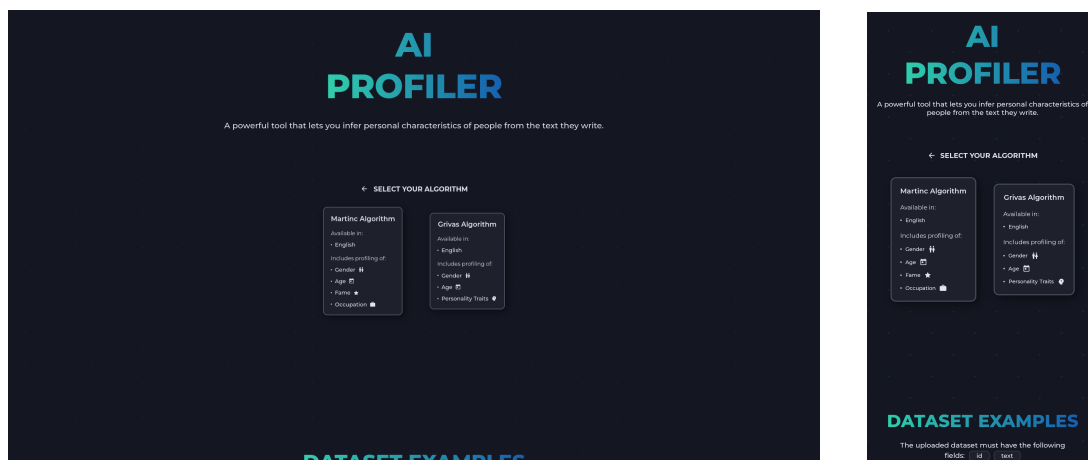 AI
PROFILER
A powerful tool that lets you infer personal characteristics of people from the text they write.
← SELECT YOUR ALGORITHM
Martinc Algorithm
Available in:
• English
Includes profiling of:
• Gender
• Age
• Fame
• Occupation
Grivas Algorithm
Available in:
• English
Includes profiling of:
• Gender
• Age
• Personality Traits
DATASET EXAMPLES
AI
PROFILER
A powerful tool that lets you infer personal characteristics of
people from the text they write.
← SELECT YOUR ALGORITHM
Martinc Algorithm
Available in:
• English
Includes profiling of:
• Gender
• Age
• Fame
• Occupation
Grivas Algorithm
Available in:
• English
Includes profiling of:
• Gender
• Age
• Personality Traits
DATASET EXAMPLES
The uploaded dataset must have the following
fields: id text